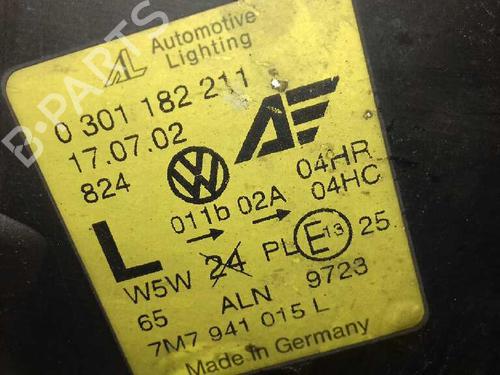 AL Automotive
Lighting
0 301 182 211
17.07.02
824
VW
04HR
011b 02A 04HC
L
W5W 24 PL E13 25
65 ALN 9723
7M7 941 015 L
Made in Germany
B-PARTS